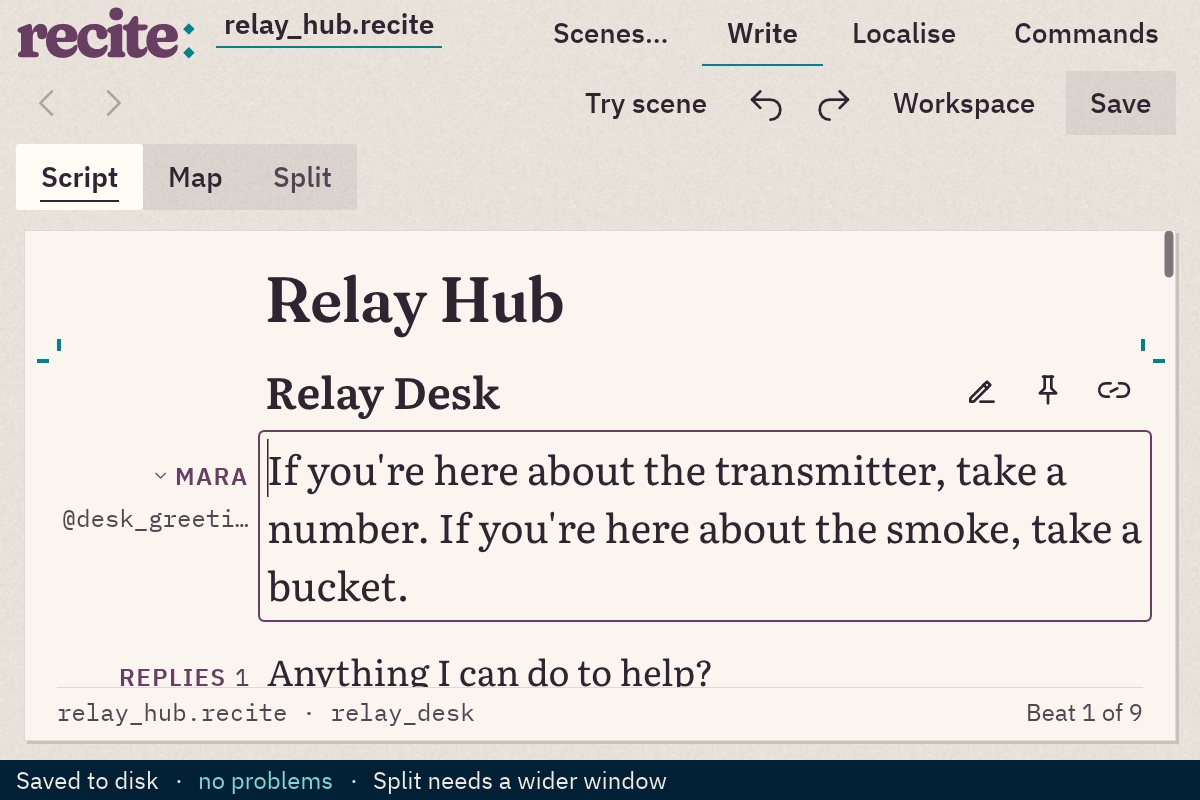 recite:
relay_hub.recite
Scenes...
Write
Localise
Commands
Try scene
Workspace
Save
Script
Map
Split
Relay Hub
Relay Desk
MARA
@desk_greeti…
If you're here about the transmitter, take a
number. If you're here about the smoke, take a
bucket.
REPLIES 1
Anything I can do to help?
relay_hub.recite · relay_desk
Beat 1 of 9
Saved to disk · no problems · Split needs a wider window